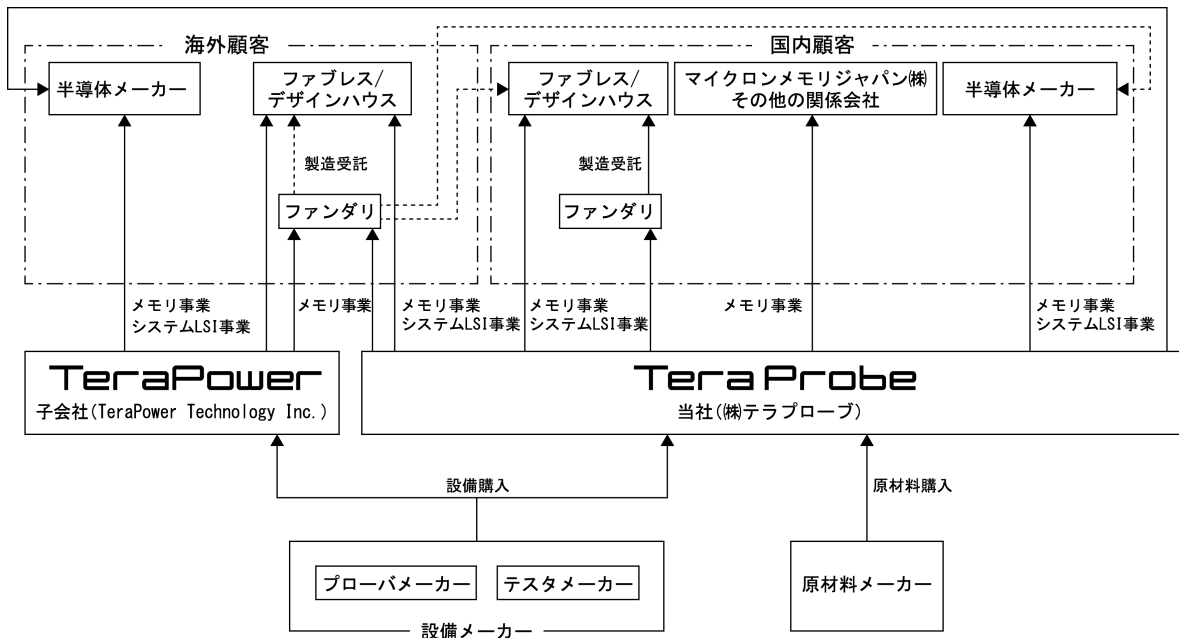 海外顧客
国内顧客
半導体メーカー
ファブレス/
デザインハウス
ファブレス/
デザインハウス
マイクロンメモリジャパン㈱
その他の関係会社
半導体メーカー
製造受託
製造受託
ファンダリ
ファンダリ
メモリ事業
システムLSI事業
メモリ事業
メモリ事業
システムLSI事業
メモリ事業
システムLSI事業
メモリ事業
メモリ事業
システムLSI事業
TeraPower
子会社(TeraPower Technology Inc.)
Tera Probe
当社(㈱テラプローブ)
設備購入
原材料購入
プローバメーカー
テスタメーカー
設備メーカー
原材料メーカー